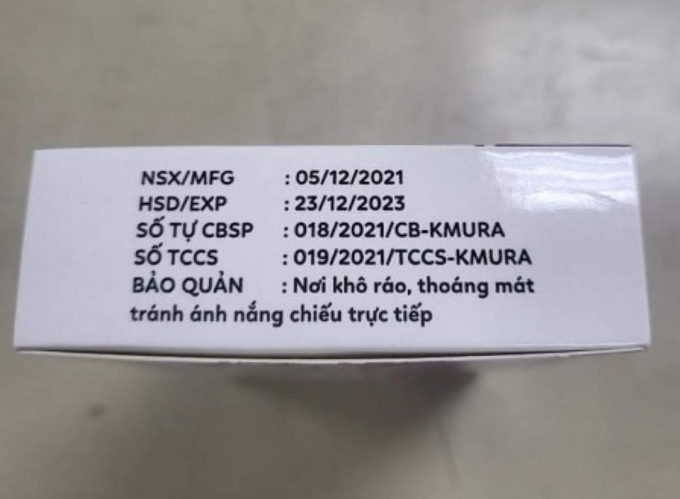 NSX/MFG : 05/12/2021
HSD/EXP : 23/12/2023
SỐ TỰ CBSP : 018/2021/CB-KMURA
SỐ TCCS : 019/2021/TCCS-KMURA
BẢO QUẢN : Nơi khô ráo, thoáng mát
tránh ánh nắng chiếu trực tiếp